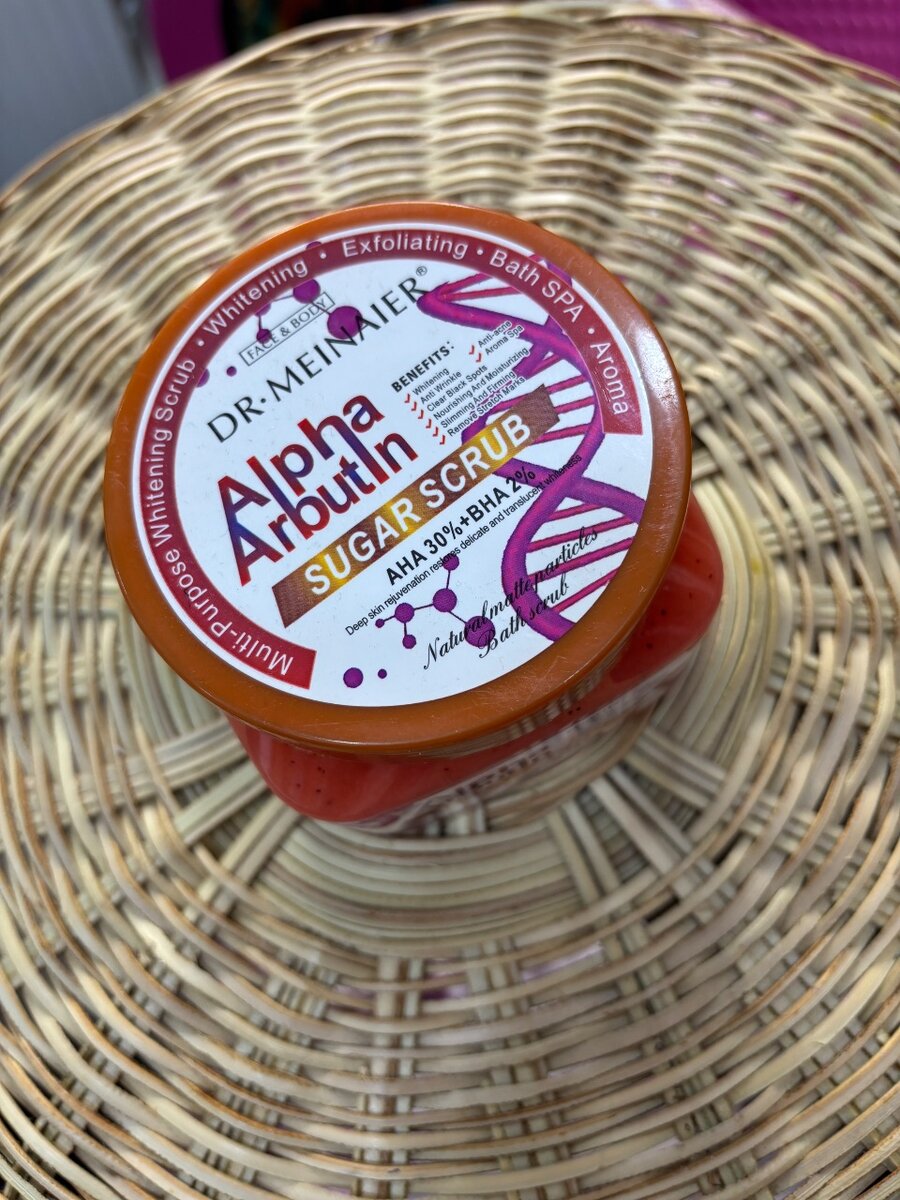 Multi-Purpose Whitening Scrub · Whitening · Exfoliating · Bath SPA · Aroma
FACE & BODY
DR·MEINAIER®
BENEFITS:
Whitening
Anti Wrinkle
Clear Black Spots
Nourishing And Moisturizing
Slimming And Firming
Remove Stretch Marks
Anti-acne
Aroma Spa
Alpha
ArbutIn
SUGAR SCRUB
AHA 30%+BHA 2%
Deep skin rejuvenation restores delicate and translucent whiteness
Natural matte particles
Bath scrub